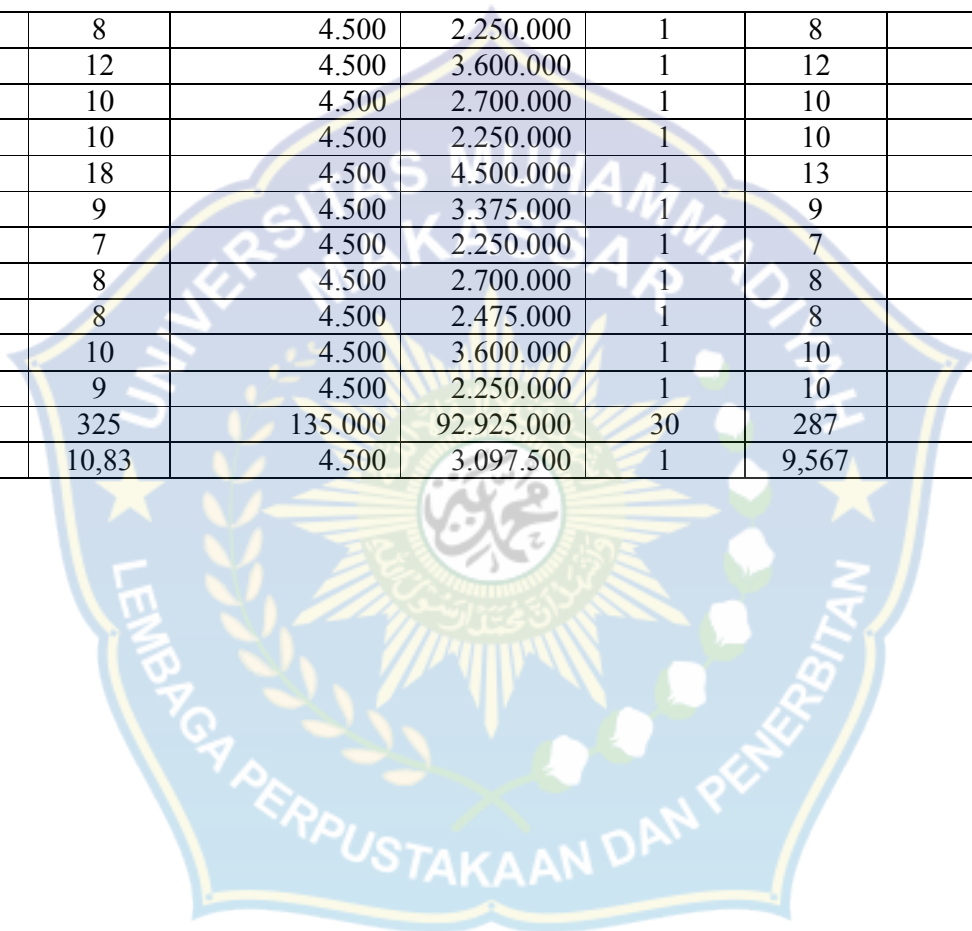 8 4.500 2.250.000 1 8
12 4.500 3.600.000 1 12
10 4.500 2.700.000 1 10
10 4.500 2.250.000 1 10
18 4.500 4.500.000 1 13
9 4.500 3.375.000 1 9
7 4.500 2.250.000 1 7
8 4.500 2.700.000 1 8
8 4.500 2.475.000 1 8
10 4.500 3.600.000 1 10
9 4.500 2.250.000 1 10
325 135.000 92.925.000 30 287
10,83 4.500 3.097.500 1 9,567
UNIVERSITAS MUHAMMADIYAH
MAKASSAR
LEMBAGA PERPUSTAKAAN DAN PENERBITAN